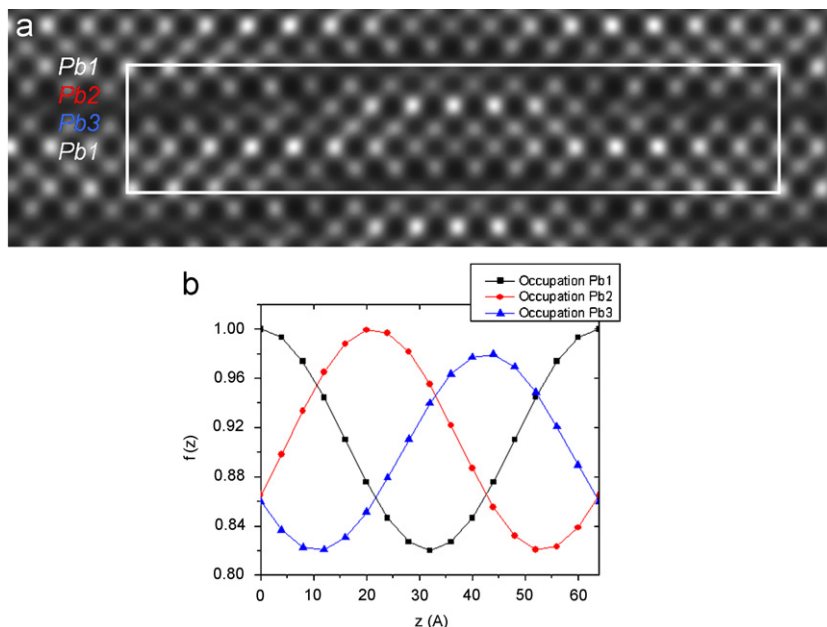 a
Pb1
Pb2
Pb3
Pb1
b
Occupation Pb1
Occupation Pb2
Occupation Pb3
1.00
0.96
0.92
0.88
0.84
0.80
f (z)
0 10 20 30 40 50 60
z (A)